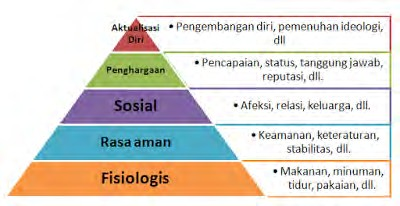 Aktualisasi
Diri
• Pengembangan diri, pemenuhan ideologi,
dll
Penghargaan
• Pencapaian, status, tanggung jawab,
reputasi, dll.
Sosial
• Afeksi, relasi, keluarga, dll.
Rasa aman
• Keamanan, keteraturan,
stabilitas, dll.
Fisiologis
• Makanan, minuman,
tidur, pakaian, dll.